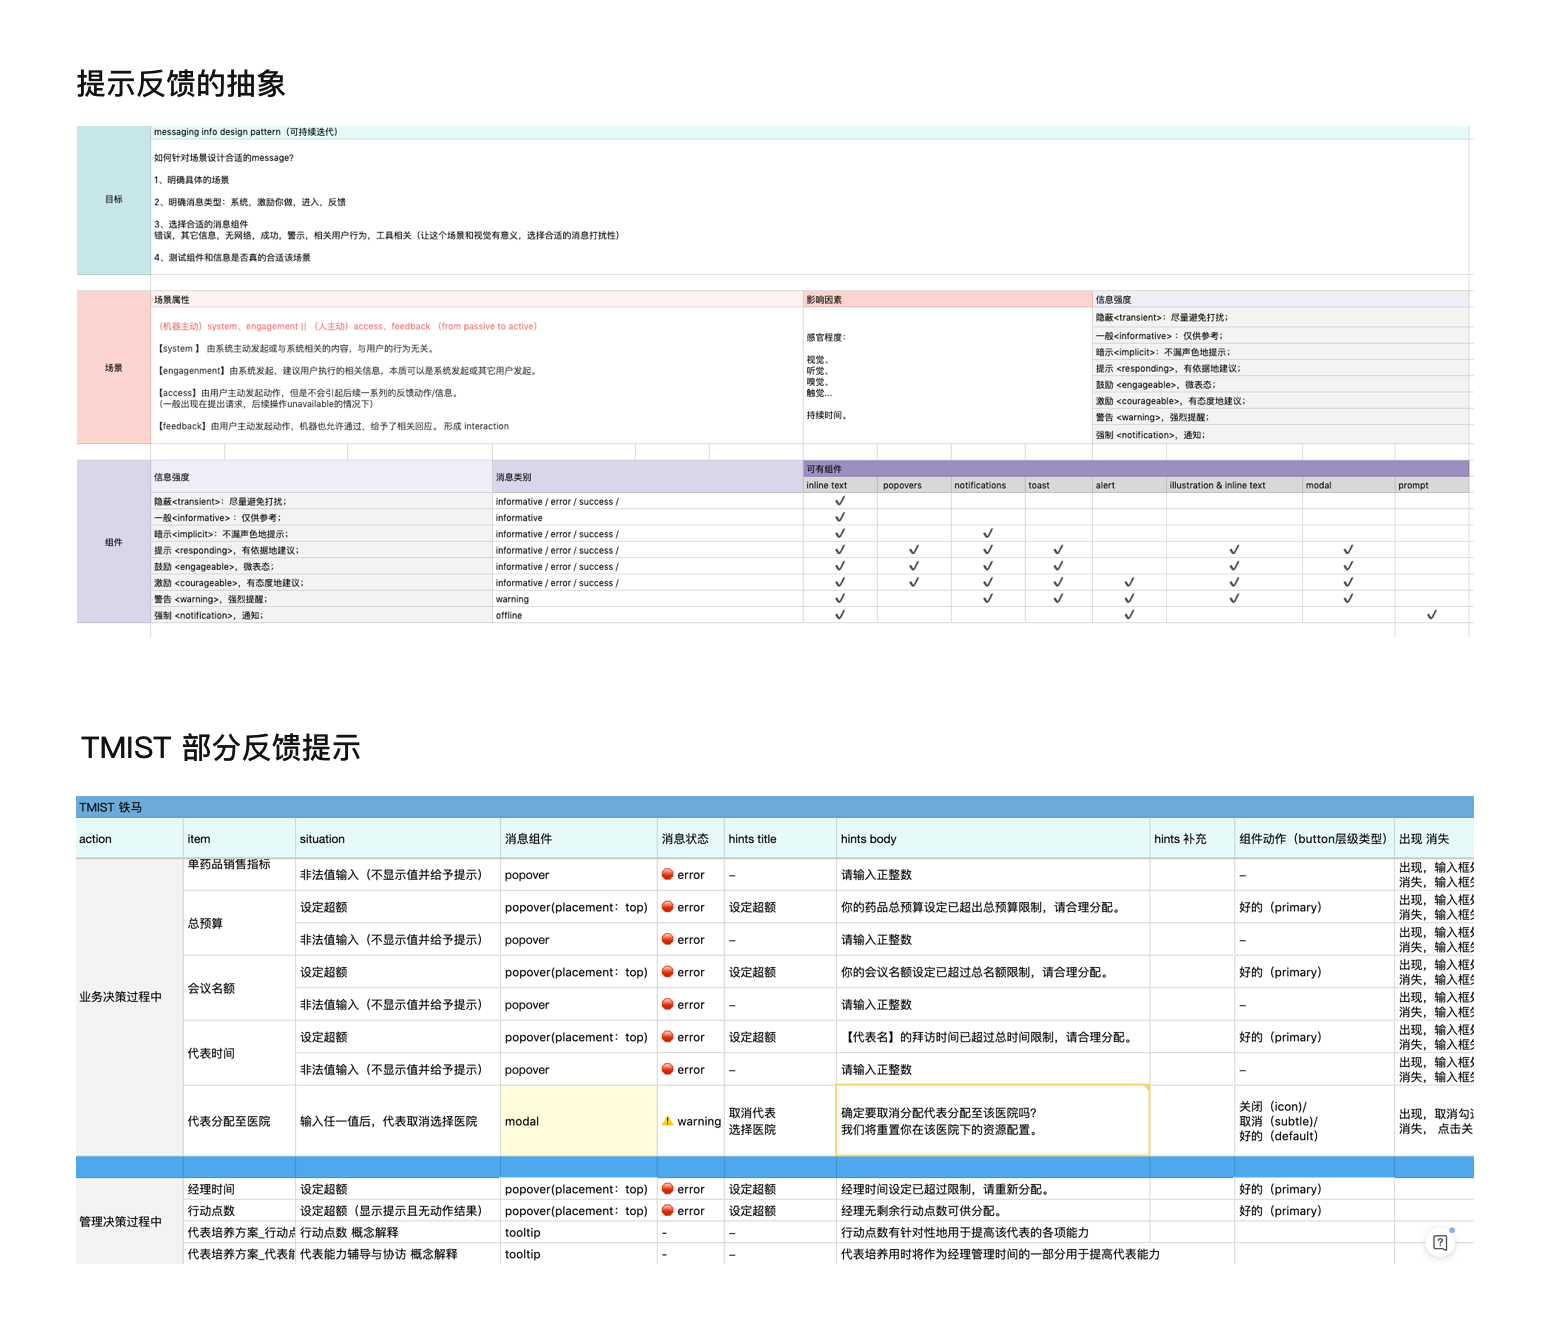 提示反馈的抽象
messaging info design pattern（可持续迭代）
目标
如何针对场景设计合适的message?
1、明确具体的场景
2、明确消息类型：系统，激励你做，进入，反馈
3、选择合适的消息组件
错误，其它信息，无网络，成功，警示，相关用户行为，工具相关（让这个场景和视觉有意义，选择合适的消息打扰性）
4、测试组件和信息是否真的合适该场景
场景
场景属性
影响因素
信息强度
（机器主动）system、engagement || （人主动）access、feedback （from passive to active）
【system 】 由系统主动发起或与系统相关的内容，与用户的行为无关。
【engagenment】由系统发起，建议用户执行的相关信息，本质可以是系统发起或其它用户发起。
【access】由用户主动发起动作，但是不会引起后续一系列的反馈动作/信息。
（一般出现在提出请求，后续操作unavailable的情况下）
【feedback】由用户主动发起动作，机器也允许通过，给予了相关回应。 形成 interaction
感官程度：
视觉、
听觉、
嗅觉、
触觉...
持续时间。
隐蔽<transient>：尽量避免打扰；
一般<informative> ：仅供参考；
暗示<implicit>：不漏声色地提示；
提示 <responding>，有依据地建议；
鼓励 <engageable>，微表态；
激励 <courageable>，有态度地建议；
警告 <warning>，强烈提醒；
强制 <notification>，通知；
组件
信息强度 消息类别 可有组件
inline text popovers notifications toast alert illustration & inline text modal prompt
隐蔽<transient>：尽量避免打扰； informative / error / success / ✓
一般<informative> ：仅供参考； informative ✓
暗示<implicit>：不漏声色地提示； informative / error / success / ✓ ✓
提示 <responding>，有依据地建议； informative / error / success / ✓ ✓ ✓ ✓ ✓ ✓
鼓励 <engageable>，微表态； informative / error / success / ✓ ✓ ✓ ✓ ✓ ✓
激励 <courageable>，有态度地建议； informative / error / success / ✓ ✓ ✓ ✓ ✓ ✓ ✓
警告 <warning>，强烈提醒； warning ✓ ✓ ✓ ✓ ✓ ✓
强制 <notification>，通知； offline ✓ ✓ ✓
TMIST 部分反馈提示
TMIST 铁马
action item situation 消息组件 消息状态 hints title hints body hints 补充 组件动作（button层级类型） 出现 消失
业务决策过程中
单药品销售指标
非法值输入（不显示值并给予提示） popover error – 请输入正整数 –
出现，输入框
消失，输入框
总预算
设定超额 popover(placement：top) error 设定超额 你的药品总预算设定已超出总预算限制，请合理分配。 好的（primary）
出现，输入框
消失，输入框
非法值输入（不显示值并给予提示） popover error – 请输入正整数 –
出现，输入框
消失，输入框
会议名额
设定超额 popover(placement：top) error 设定超额 你的会议名额设定已超过总名额限制，请合理分配。 好的（primary）
出现，输入框
消失，输入框
非法值输入（不显示值并给予提示） popover error – 请输入正整数 –
出现，输入框
消失，输入框
代表时间
设定超额 popover(placement：top) error 设定超额 【代表名】的拜访时间已超过总时间限制，请合理分配。 好的（primary）
出现，输入框
消失，输入框
非法值输入（不显示值并给予提示） popover error – 请输入正整数 –
出现，输入框
消失，输入框
代表分配至医院 输入任一值后，代表取消选择医院 modal warning
取消代表
选择医院
确定要取消分配代表分配至该医院吗?
我们将重置你在该医院下的资源配置。
关闭（icon)/
取消（subtle)/
好的（default）
出现，取消勾
消失， 点击关
管理决策过程中
经理时间 设定超额 popover(placement：top) error 设定超额 经理时间设定已超过限制，请重新分配。 好的（primary）
行动点数 设定超额（显示提示且无动作结果） popover(placement：top) error 设定超额 经理无剩余行动点数可供分配。 好的（primary）
代表培养方案_行动点 行动点数 概念解释 tooltip - – 行动点数有针对性地用于提高该代表的各项能力
代表培养方案_代表能 代表能力辅导与协访 概念解释 tooltip - – 代表培养用时将作为经理管理时间的一部分用于提高代表能力